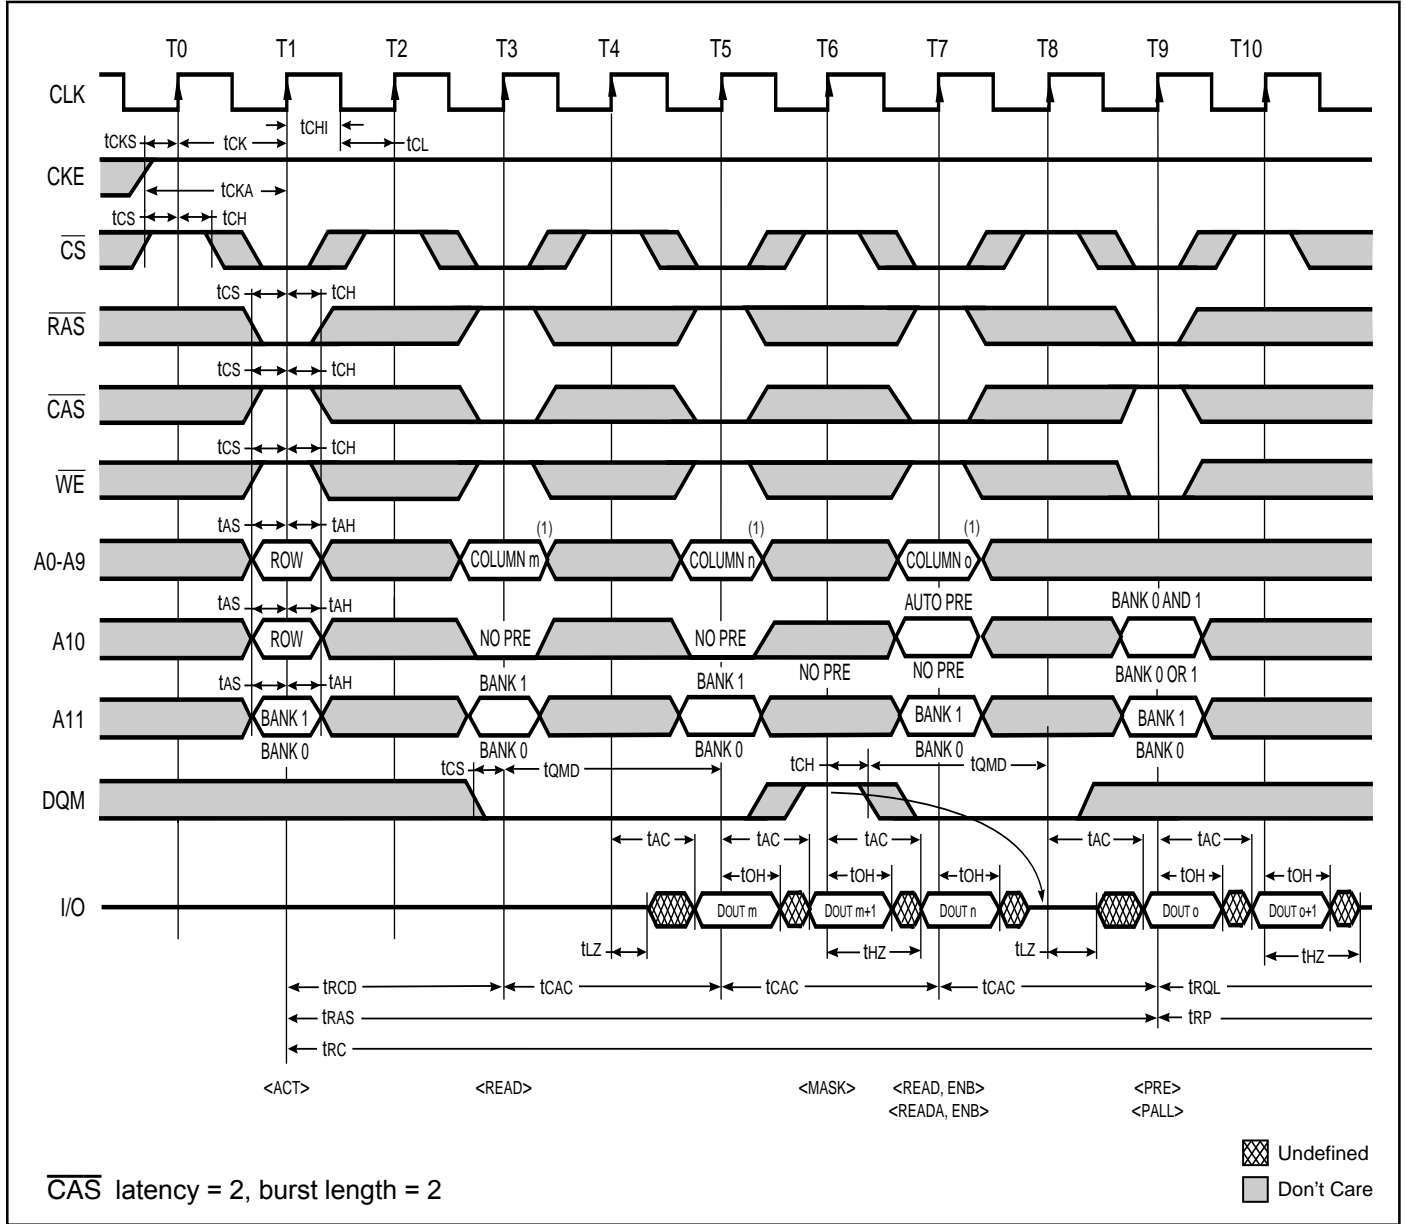 T0 T1 T2 T3 T4 T5 T6 T7 T8 T9 T10
CLK
tCHI
tCKS tCK tCL
CKE
tCKA
tCS tCH
CS
tCS tCH
RAS
tCS tCH
CAS
tCS tCH
WE
tAS tAH (1) (1) (1)
A0-A9 ROW COLUMN m COLUMN n COLUMN o
tAS tAH AUTO PRE BANK 0 AND 1
A10 ROW NO PRE NO PRE
NO PRE NO PRE BANK 0 OR 1
tAS tAH BANK 1 BANK 1
A11 BANK 1 BANK 1 BANK 1
BANK 0 BANK 0 BANK 0 BANK 0 BANK 0
tCS tQMD tCH tQMD
DQM
tAC tAC tAC tAC tAC
tOH tOH tOH tOH tOH
I/O DOUT m DOUT m+1 DOUT n DOUT o DOUT o+1
tLZ tHZ tLZ tHZ
tRCD tCAC tCAC tCAC tRQL
tRAS tRP
tRC
<ACT> <READ> <MASK> <READ, ENB> <PRE>
<READA, ENB> <PALL>
Undefined
CAS latency = 2, burst length = 2 Don't Care